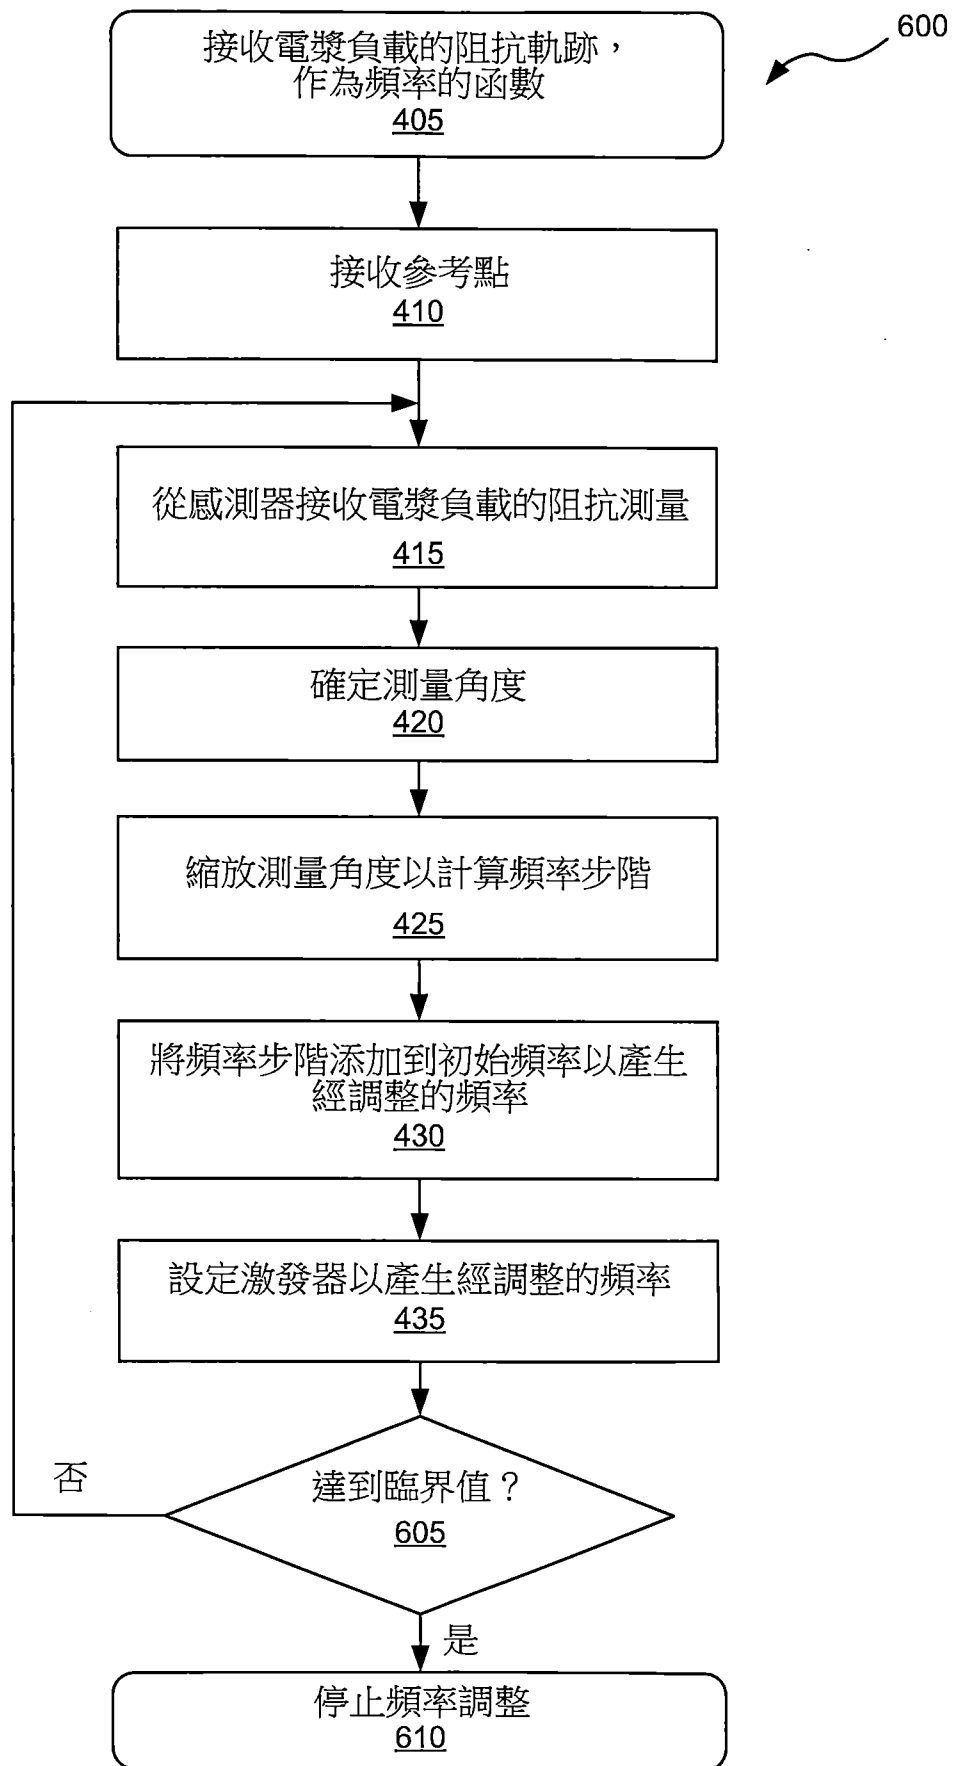 600
接收電漿負載的阻抗軌跡，
作為頻率的函數
405
接收參考點
410
從感測器接收電漿負載的阻抗測量
415
確定測量角度
420
縮放測量角度以計算頻率步階
425
將頻率步階添加到初始頻率以產生
經調整的頻率
430
設定激發器以產生經調整的頻率
435
達到臨界值？
605
否
是
停止頻率調整
610